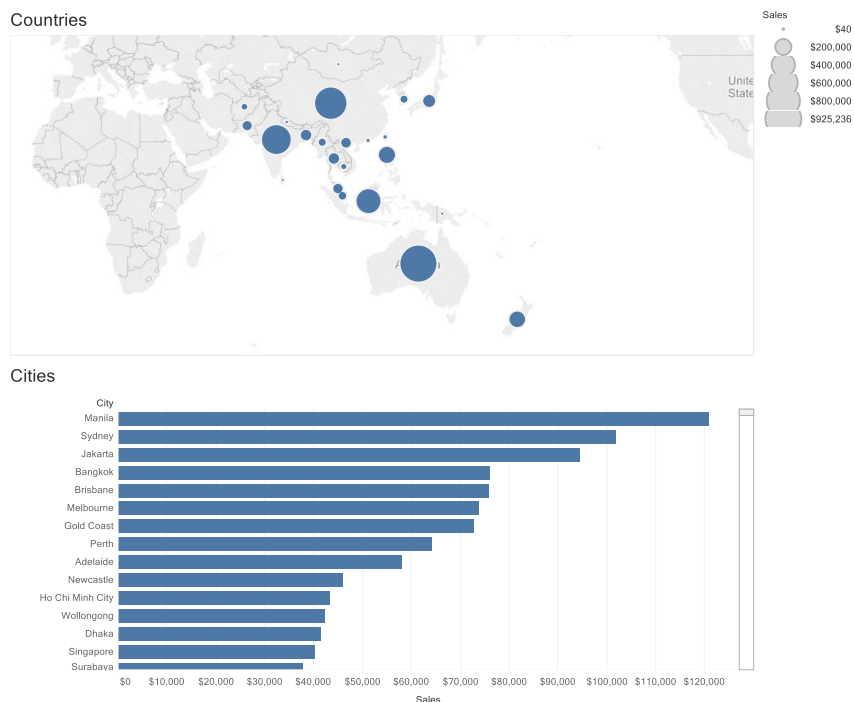 Countries
Sales
$40
$200,000
$400,000
$600,000
$800,000
$925,236
Unite
State
Cities
City
Manila
Sydney
Jakarta
Bangkok
Brisbane
Melbourne
Gold Coast
Perth
Adelaide
Newcastle
Ho Chi Minh City
Wollongong
Dhaka
Singapore
Surabaya
$0 $10,000 $20,000 $30,000 $40,000 $50,000 $60,000 $70,000 $80,000 $90,000 $100,000 $110,000 $120,000
Sales